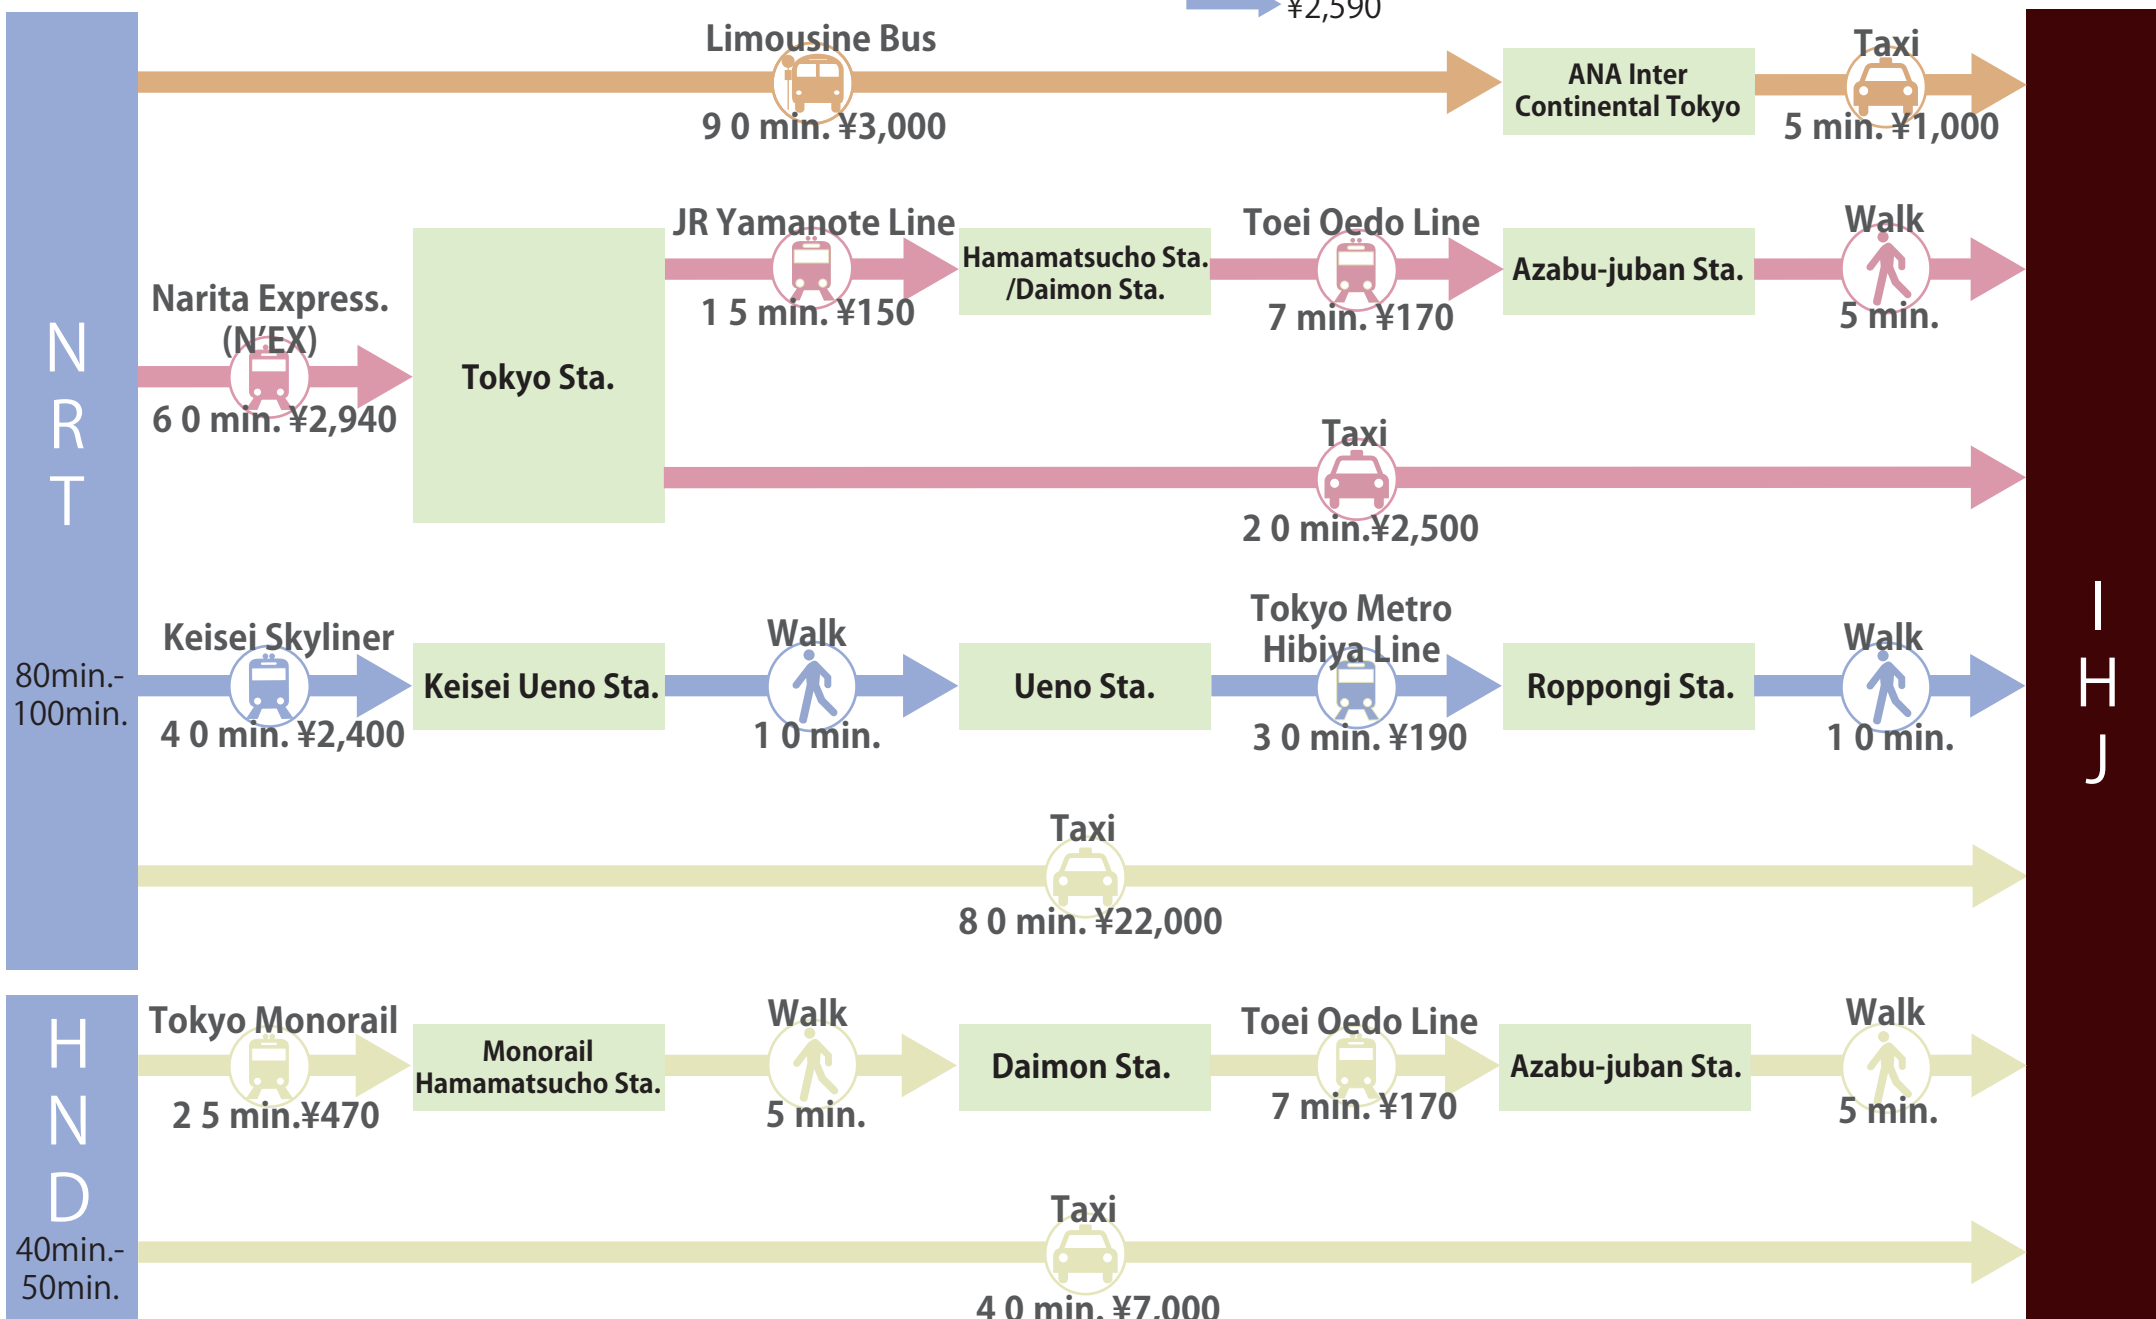 ¥2,590
Limousine Bus
9 0 min. ¥3,000
ANA Inter
Continental Tokyo
Taxi
5 min. ¥1,000
N
R
T
80min.-
100min.
Narita Express.
(N'EX)
6 0 min. ¥2,940
Tokyo Sta.
JR Yamanote Line
1 5 min. ¥150
Hamamatsucho Sta.
/Daimon Sta.
Toei Oedo Line
7 min. ¥170
Azabu-juban Sta.
Walk
5 min.
Taxi
2 0 min.¥2,500
Keisei Skyliner
4 0 min. ¥2,400
Keisei Ueno Sta.
Walk
1 0 min.
Ueno Sta.
Tokyo Metro
Hibiya Line
3 0 min. ¥190
Roppongi Sta.
Walk
1 0 min.
Taxi
8 0 min. ¥22,000
I
H
J
H
N
D
40min.-
50min.
Tokyo Monorail
2 5 min.¥470
Monorail
Hamamatsucho Sta.
Walk
5 min.
Daimon Sta.
Toei Oedo Line
7 min. ¥170
Azabu-juban Sta.
Walk
5 min.
Taxi
4 0 min. ¥7,000